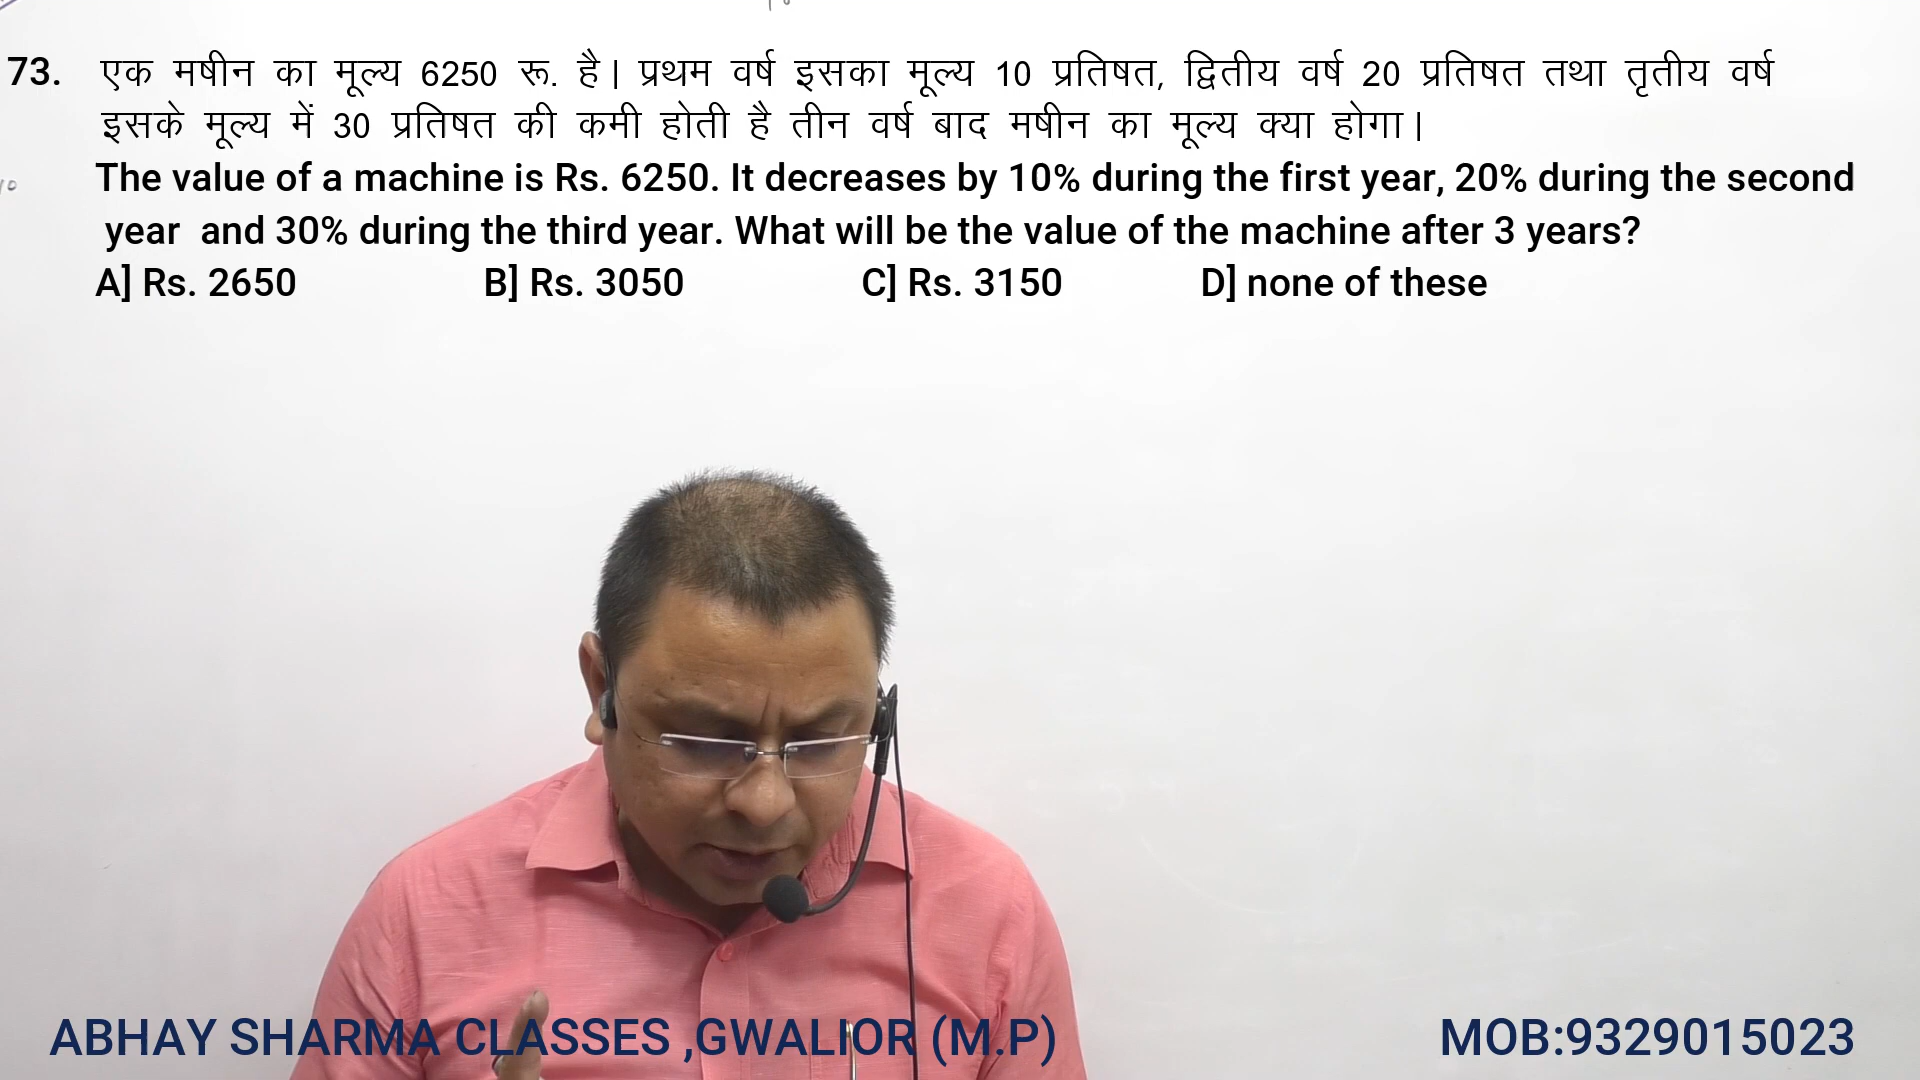 73. एक मषीन का मूल्य 6250 रू. है। प्रथम वर्ष इसका मूल्य 10 प्रतिषत, द्वितीय वर्ष 20 प्रतिषत तथा तृतीय वर्ष
इसके मूल्य में 30 प्रतिषत की कमी होती है तीन वर्ष बाद मषीन का मूल्य क्या होगा।
The value of a machine is Rs. 6250. It decreases by 10% during the first year, 20% during the second
year and 30% during the third year. What will be the value of the machine after 3 years?
A] Rs. 2650 B] Rs. 3050 C] Rs. 3150 D] none of these
ABHAY SHARMA CLASSES ,GWALIOR (M.P) MOB:9329015023